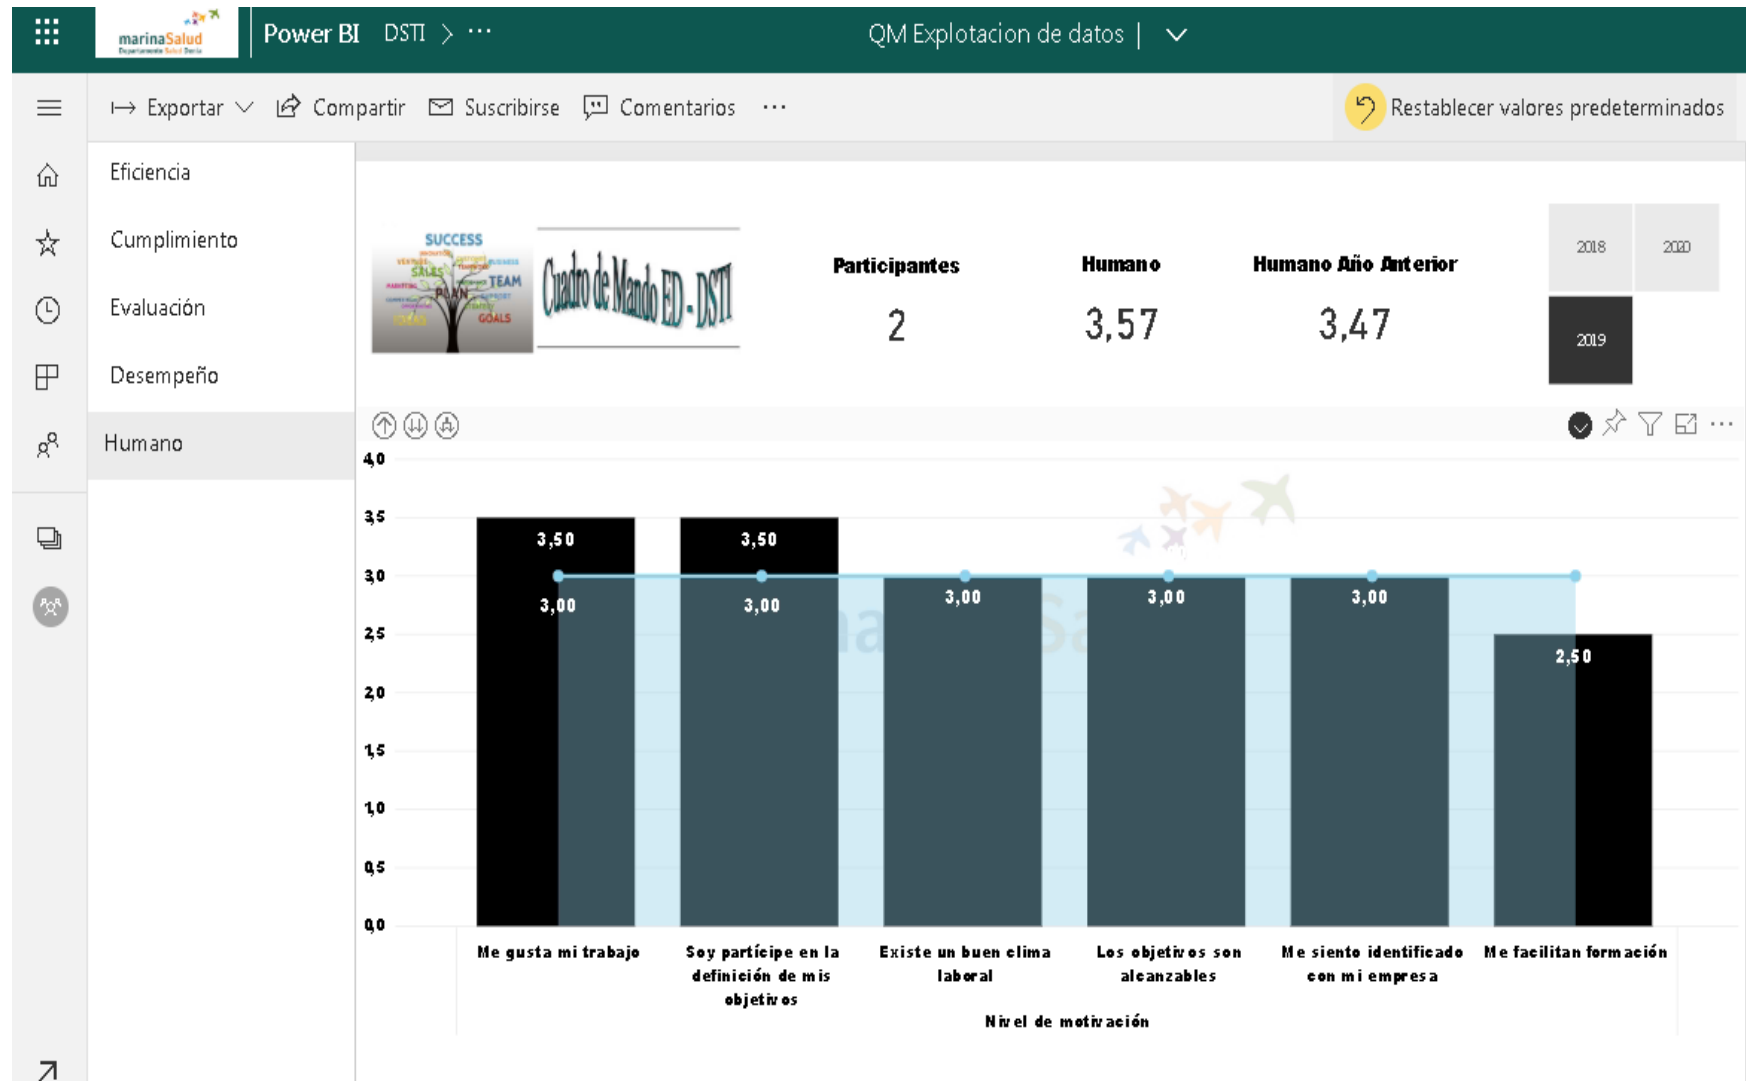 marinaSalud
Departamento Salud Denia
Power BI DSTI > ...
QM Explotacion de datos |
Exportar
Compartir
Suscribirse
Comentarios
...
Restablecer valores predeterminados
Eficiencia
Cumplimiento
Evaluación
Desempeño
Humano
SUCCESS
SALES
TEAM
PLAN
GOALS
Cuadro de Mando ED - DSTI
Participantes
2
Humano
3,57
Humano Año Anterior
3,47
2018
2020
2019
4,0
3,5
3,0
2,5
2,0
1,5
1,0
0,5
0,0
3,50
3,50
3,00
3,00
3,00
3,00
3,00
2,50
Me gusta mi trabajo
Soy partícipe en la
definición de mis
objetivos
Existe un buen clima
laboral
Los objetivos son
alcanzables
Me siento identificado
con mi empresa
Me facilitan formación
Nivel de motivación